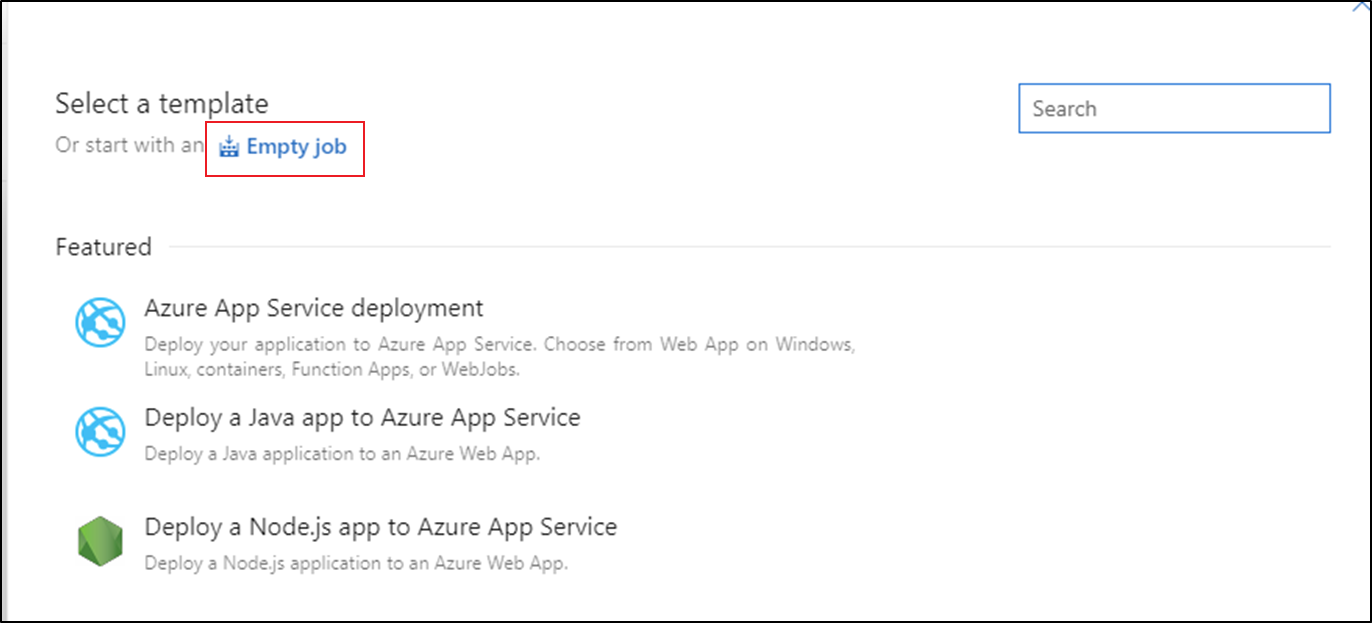 Select a template
Search
Or start with an Empty job
Featured
Azure App Service deployment
Deploy your application to Azure App Service. Choose from Web App on Windows,
Linux, containers, Function Apps, or WebJobs.
Deploy a Java app to Azure App Service
Deploy a Java application to an Azure Web App.
Deploy a Node.js app to Azure App Service
Deploy a Node.js application to an Azure Web App.